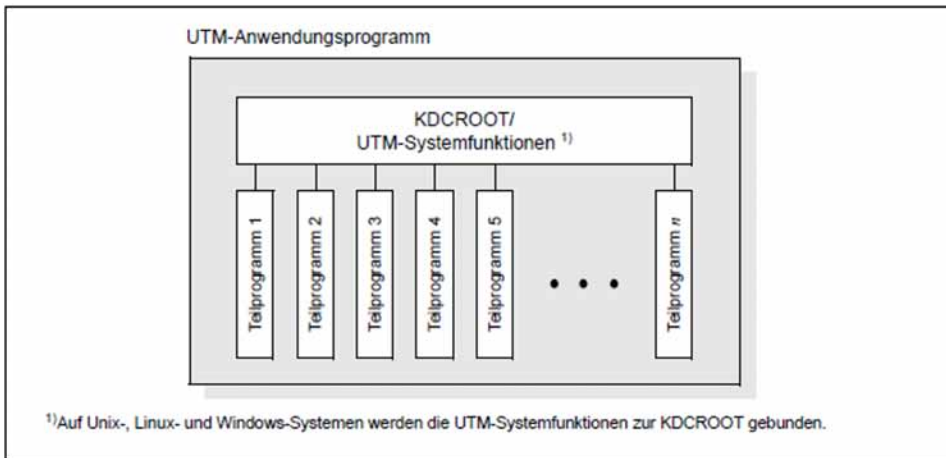 UTM-Anwendungsprogramm
KDCROOT/
UTM-Systemfunktionen 1)
Teilprogramm 1
Teilprogramm 2
Teilprogramm 3
Teilprogramm 4
Teilprogramm 5
• • •
Teilprogramm n
1)Auf Unix-, Linux- und Windows-Systemen werden die UTM-Systemfunktionen zur KDCROOT gebunden.